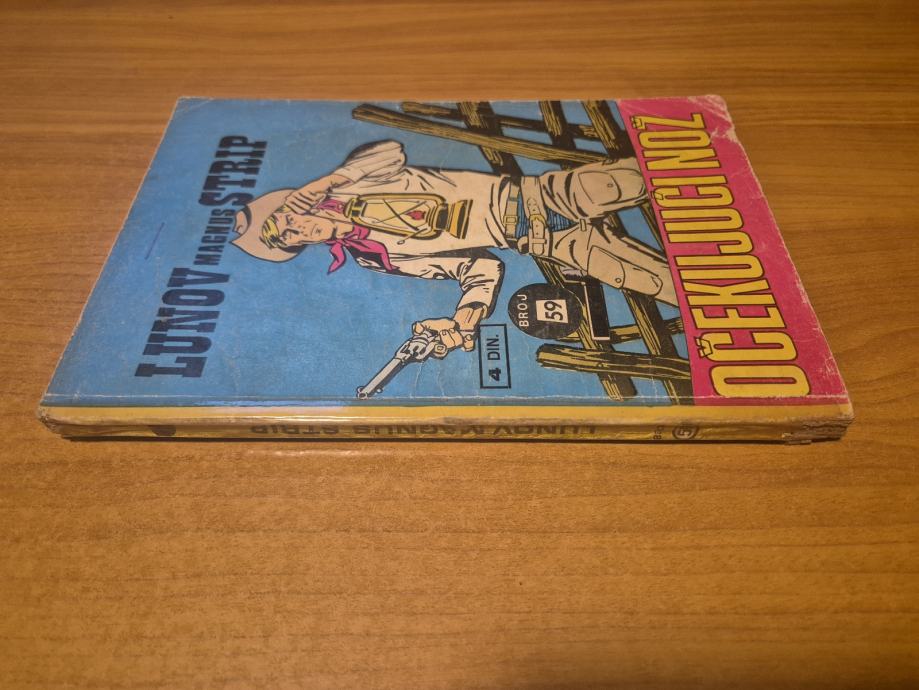 LUNOV MAGNUS STRIP
BROJ
59
4 DIN.
OČEKUJUĆI NOŽ
LUNOV MAGNUS STRIP